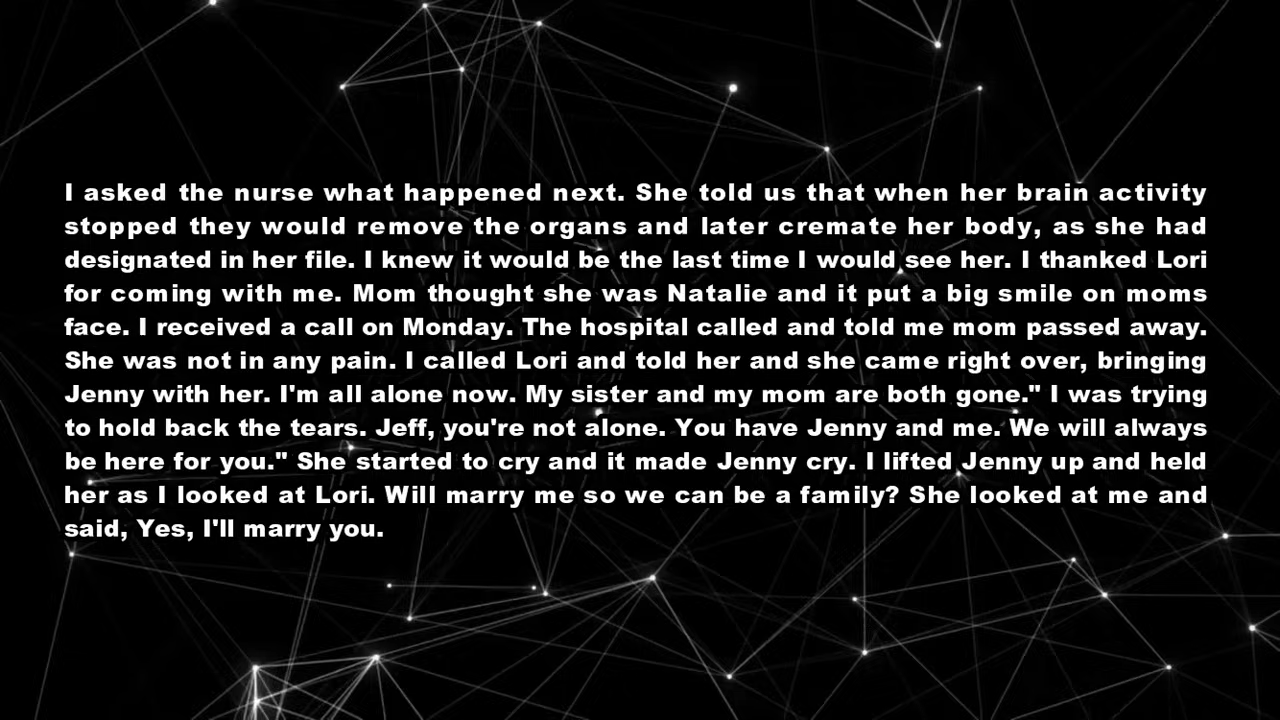 I asked the nurse what happened next. She told us that when her brain activity
stopped they would remove the organs and later cremate her body, as she had
designated in her file. I knew it would be the last time I would see her. I thanked Lori
for coming with me. Mom thought she was Natalie and it put a big smile on moms
face. I received a call on Monday. The hospital called and told me mom passed away.
She was not in any pain. I called Lori and told her and she came right over, bringing
Jenny with her. I'm all alone now. My sister and my mom are both gone." I was trying
to hold back the tears. Jeff, you're not alone. You have Jenny and me. We will always
be here for you." She started to cry and it made Jenny cry. I lifted Jenny up and held
her as I looked at Lori. Will marry me so we can be a family? She looked at me and
said, Yes, I'll marry you.